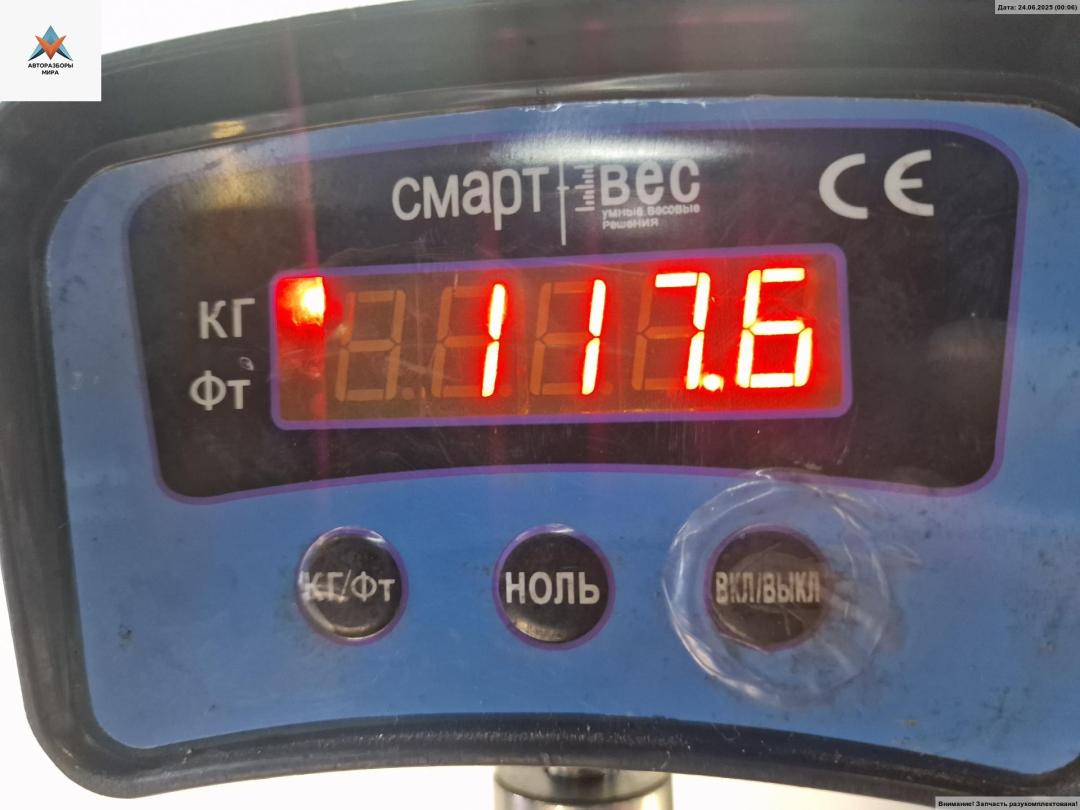 Дата: 24.06.2025 (00:06)
АВТОРАЗБОРЫ
МИРА
смарт вес
умные весовые
Решения
CE
КГ
Фт
117.6
КГ/Фт
НОЛЬ
ВКЛ/ВЫКЛ
Внимание! Запчасть разукомплектована!